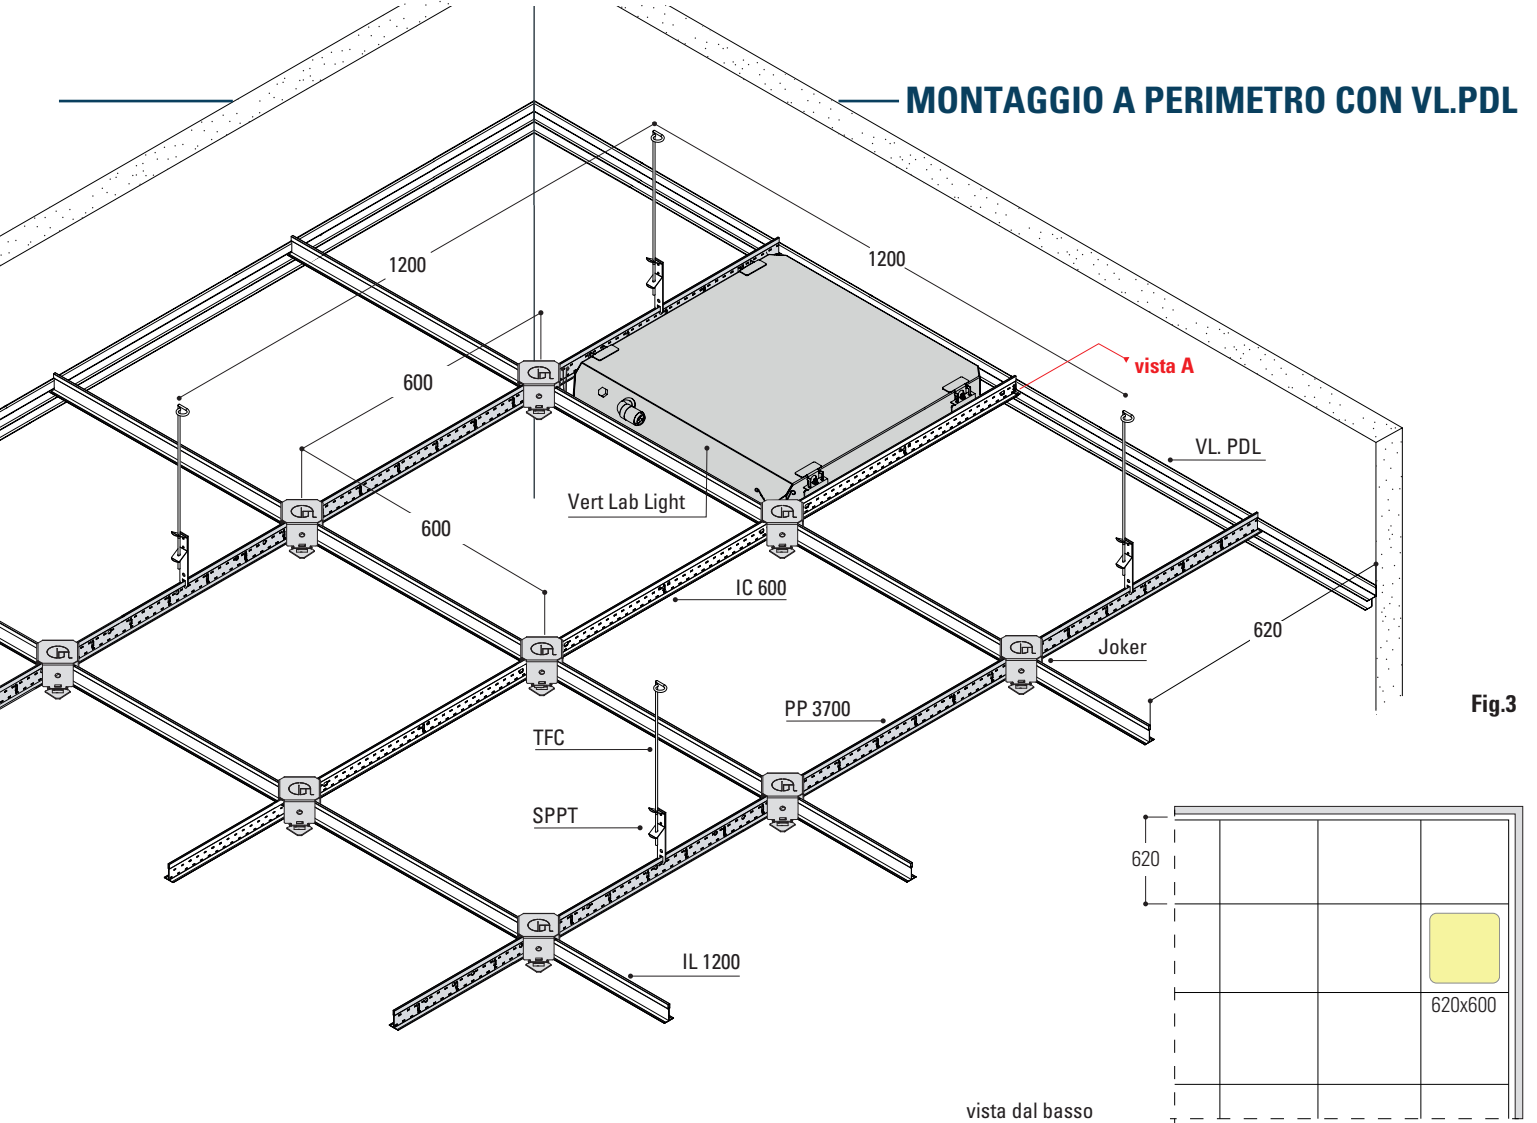 MONTAGGIO A PERIMETRO CON VL.PDL
1200
1200
600
vista A
VL. PDL
Vert Lab Light
600
IC 600
620
Joker
PP 3700
Fig.3
TFC
SPPT
620
IL 1200
620x600
vista dal basso